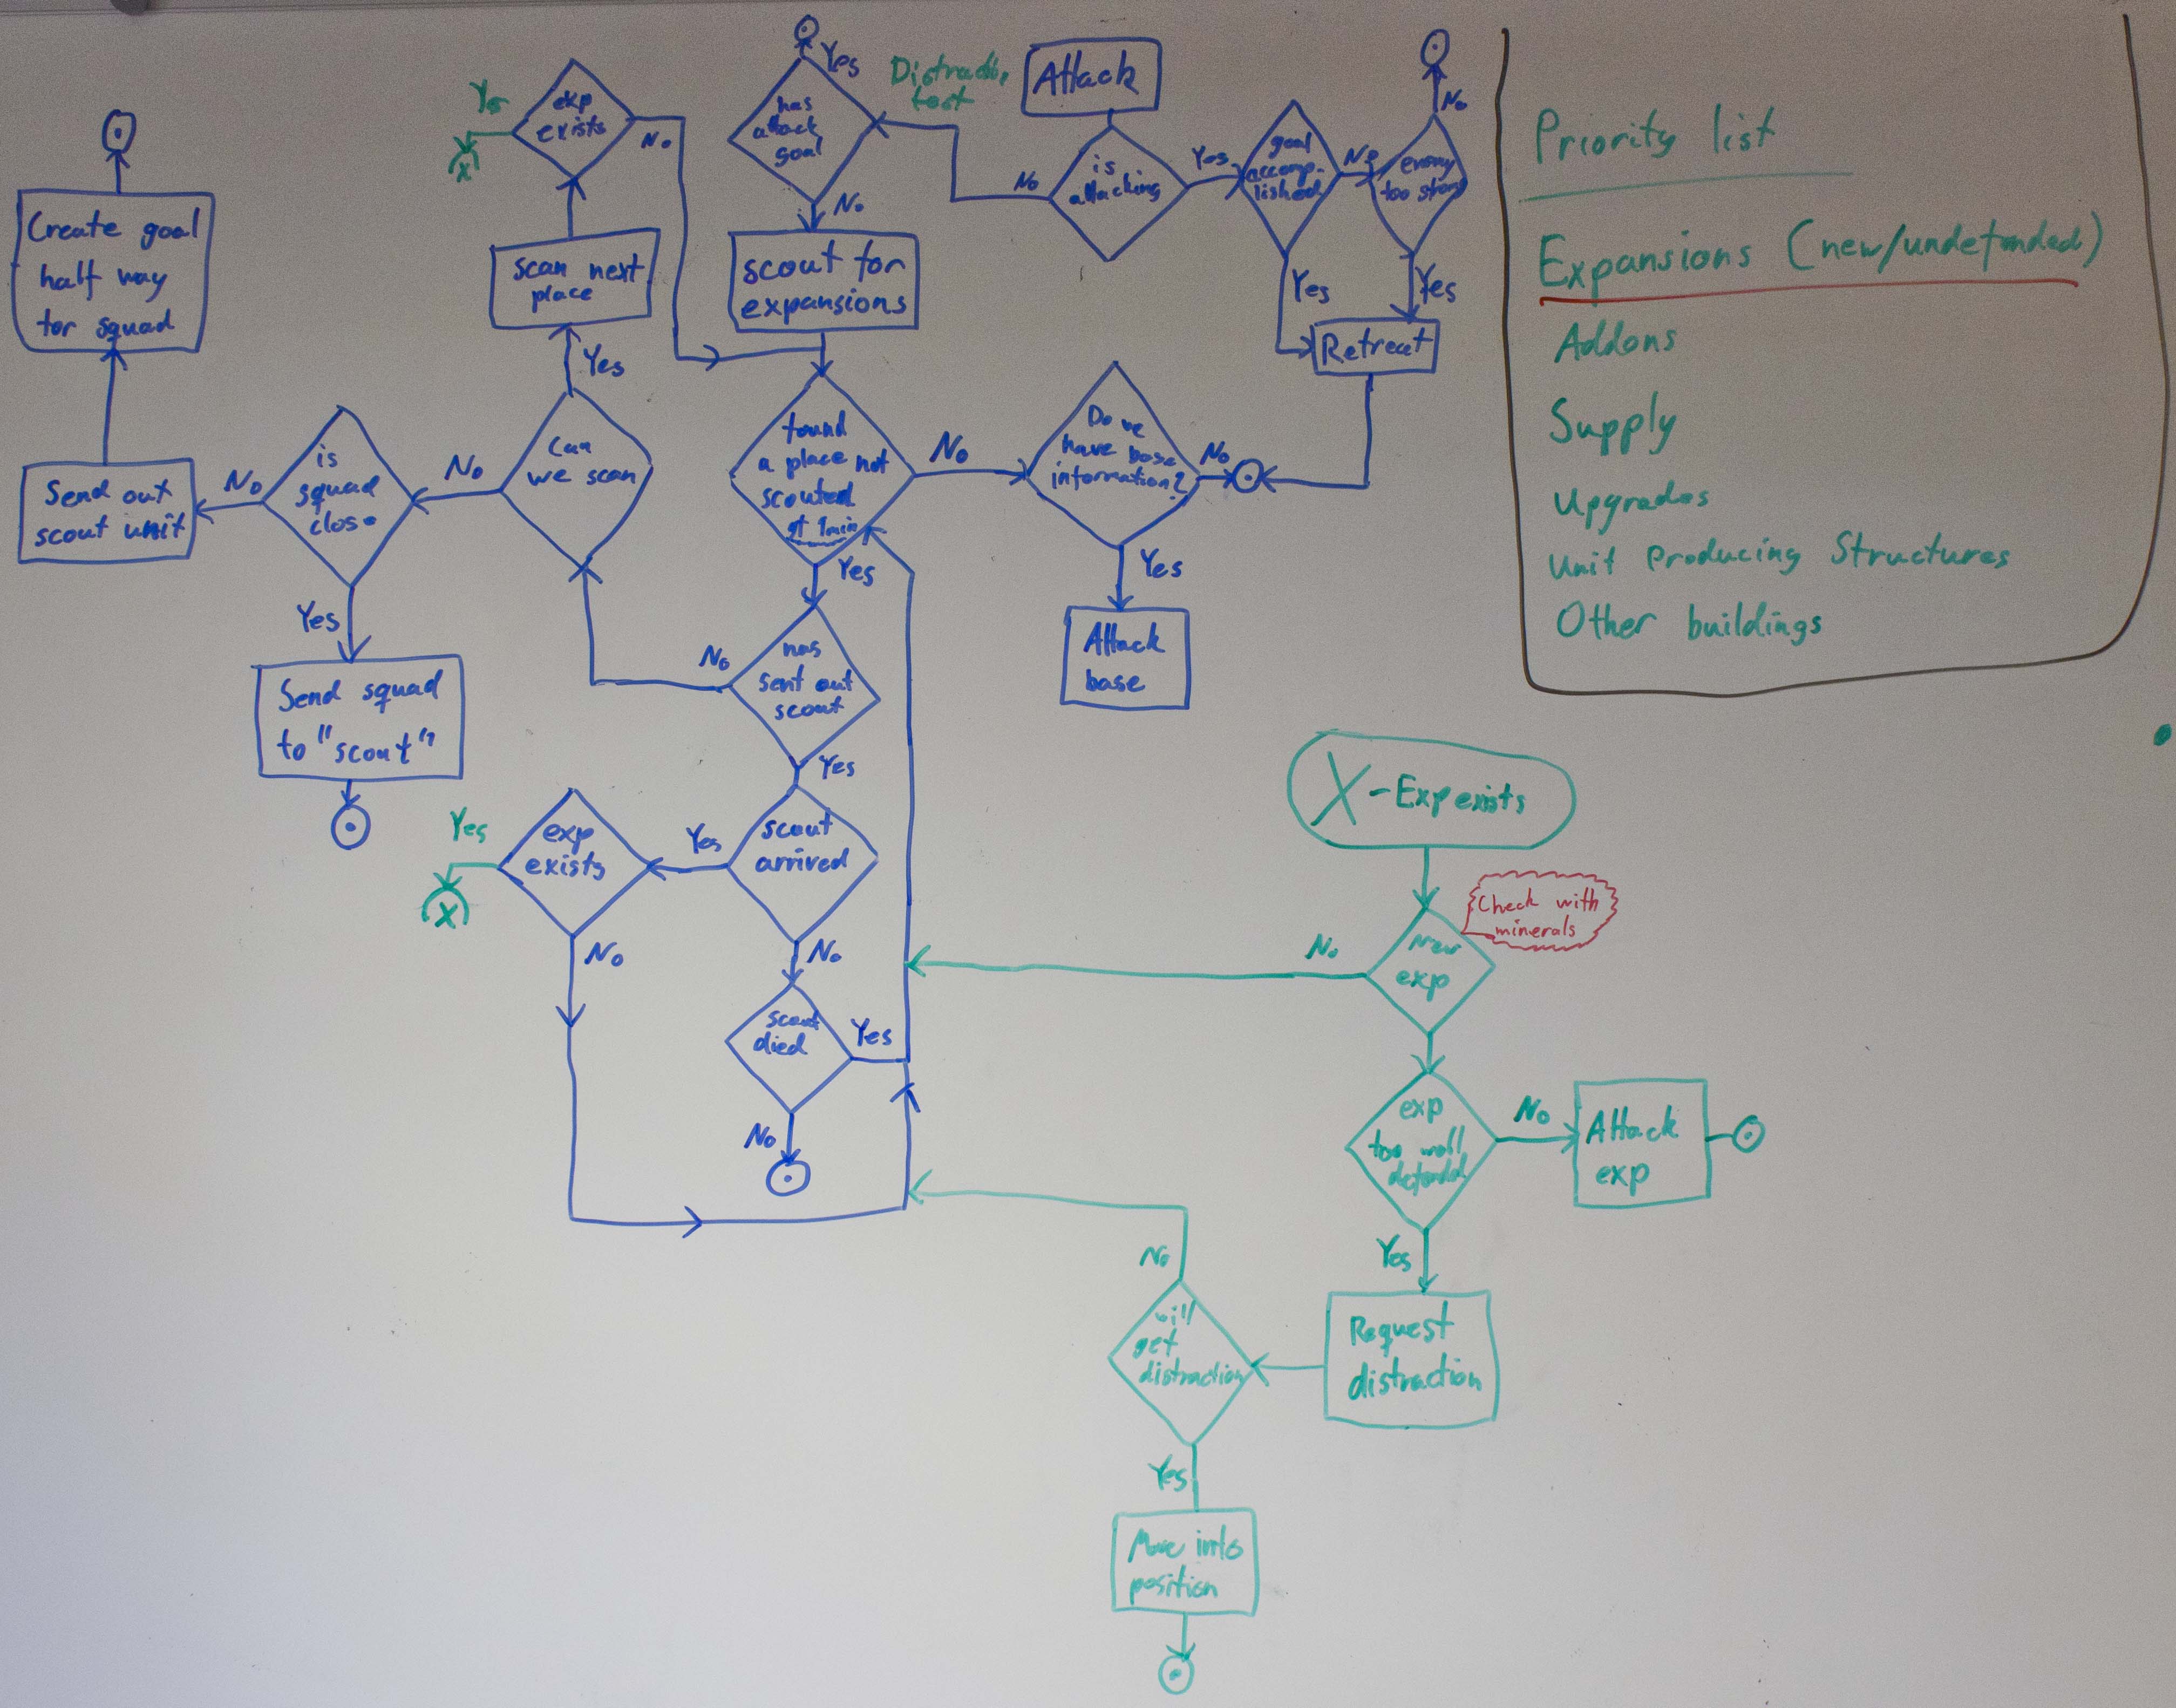 Create goal
half way
for squad
Send out
scout unit
No
is
squad
close
Yes
Send squad
to "scout"
No
can
we scan
Yes
scan next
place
exp
exists
Yes
X
No
Yes
has
attack
goal
No
scout for
expansions
found
a place not
scouted
gt 1min
Yes
No
has
sent out
scout
No
Yes
scout
arrived
Yes
exp
exists
Yes
X
No
No
scout
died
Yes
No
Attack
is
attacking
No
Yes
goal
accomp-
lished
No
enemy
too strong
No
Yes
Yes
Retreat
Do we
have base
information?
No
Yes
Attack
base
Priority list
Expansions (new/undefended)
Addons
Supply
Upgrades
Unit Producing Structures
Other buildings
X - Exp exists
Check with
minerals
New
exp
No
exp
too well
defended
No
Attack
exp
Yes
Request
distraction
will
get
distraction
No
Yes
Move into
position